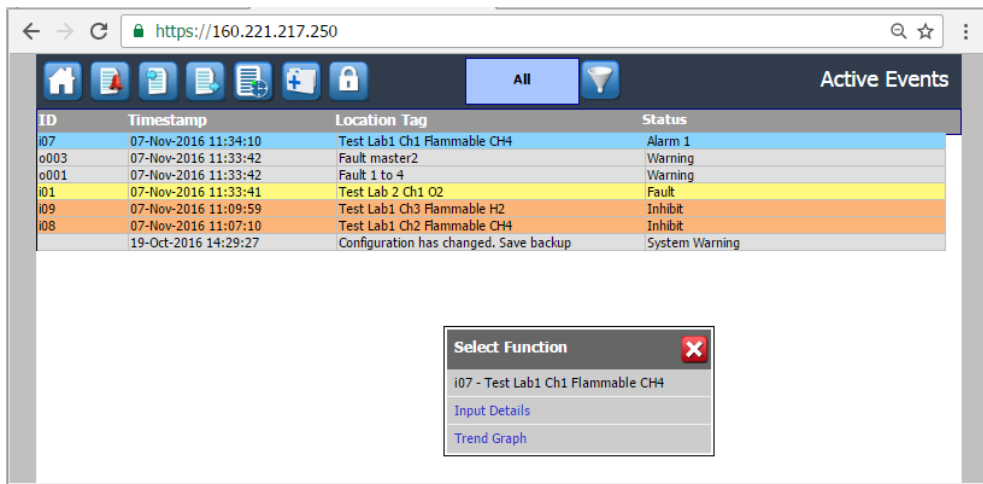 https://160.221.217.250
All
Active Events
ID Timestamp Location Tag Status
i07 07-Nov-2016 11:34:10 Test Lab1 Ch1 Flammable CH4 Alarm 1
o003 07-Nov-2016 11:33:42 Fault master2 Warning
o001 07-Nov-2016 11:33:42 Fault 1 to 4 Warning
i01 07-Nov-2016 11:33:41 Test Lab 2 Ch1 O2 Fault
i09 07-Nov-2016 11:09:59 Test Lab1 Ch3 Flammable H2 Inhibit
i08 07-Nov-2016 11:07:10 Test Lab1 Ch2 Flammable CH4 Inhibit
19-Oct-2016 14:29:27 Configuration has changed. Save backup System Warning
Select Function
i07 - Test Lab1 Ch1 Flammable CH4
Input Details
Trend Graph